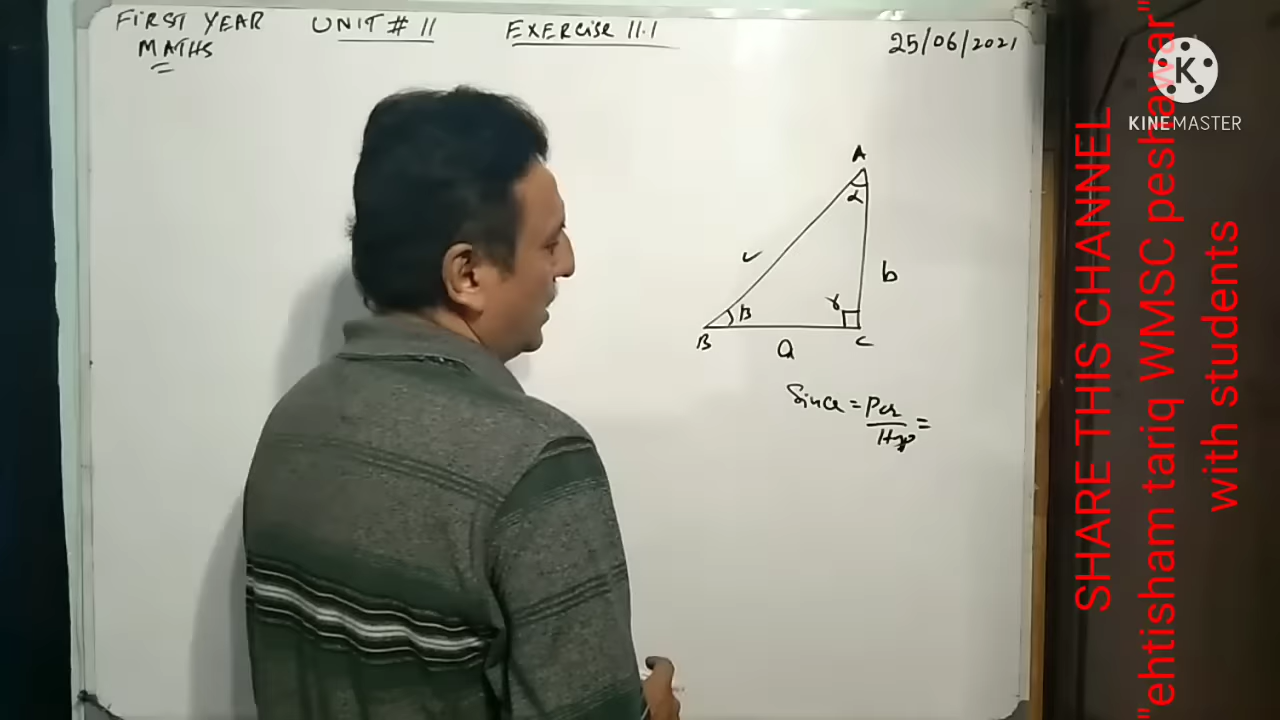 FIRST YEAR UNIT # 11 EXERCISE 11.1 25/06/2021
MATHS
A
α
c
b
γ
β
B
a
C
Sin α = Per / Hyp =
KINEMASTER
SHARE THIS CHANNEL
"ehtisham tariq WMSC peshawar"
with students